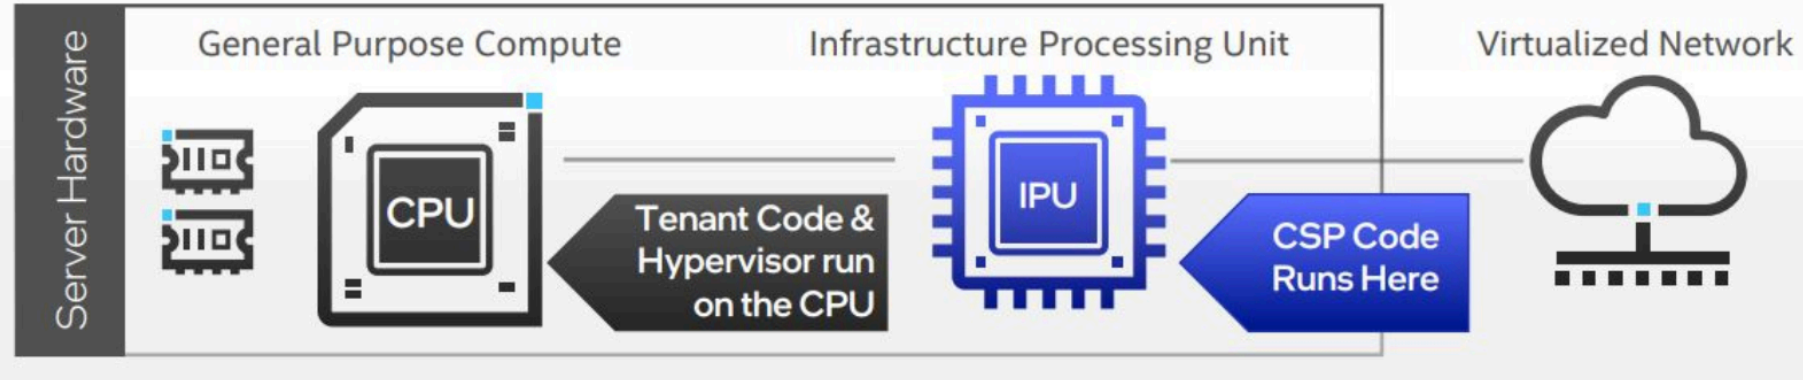 Server Hardware
General Purpose Compute
Infrastructure Processing Unit
Virtualized Network
CPU
Tenant Code &
Hypervisor run
on the CPU
IPU
CSP Code
Runs Here